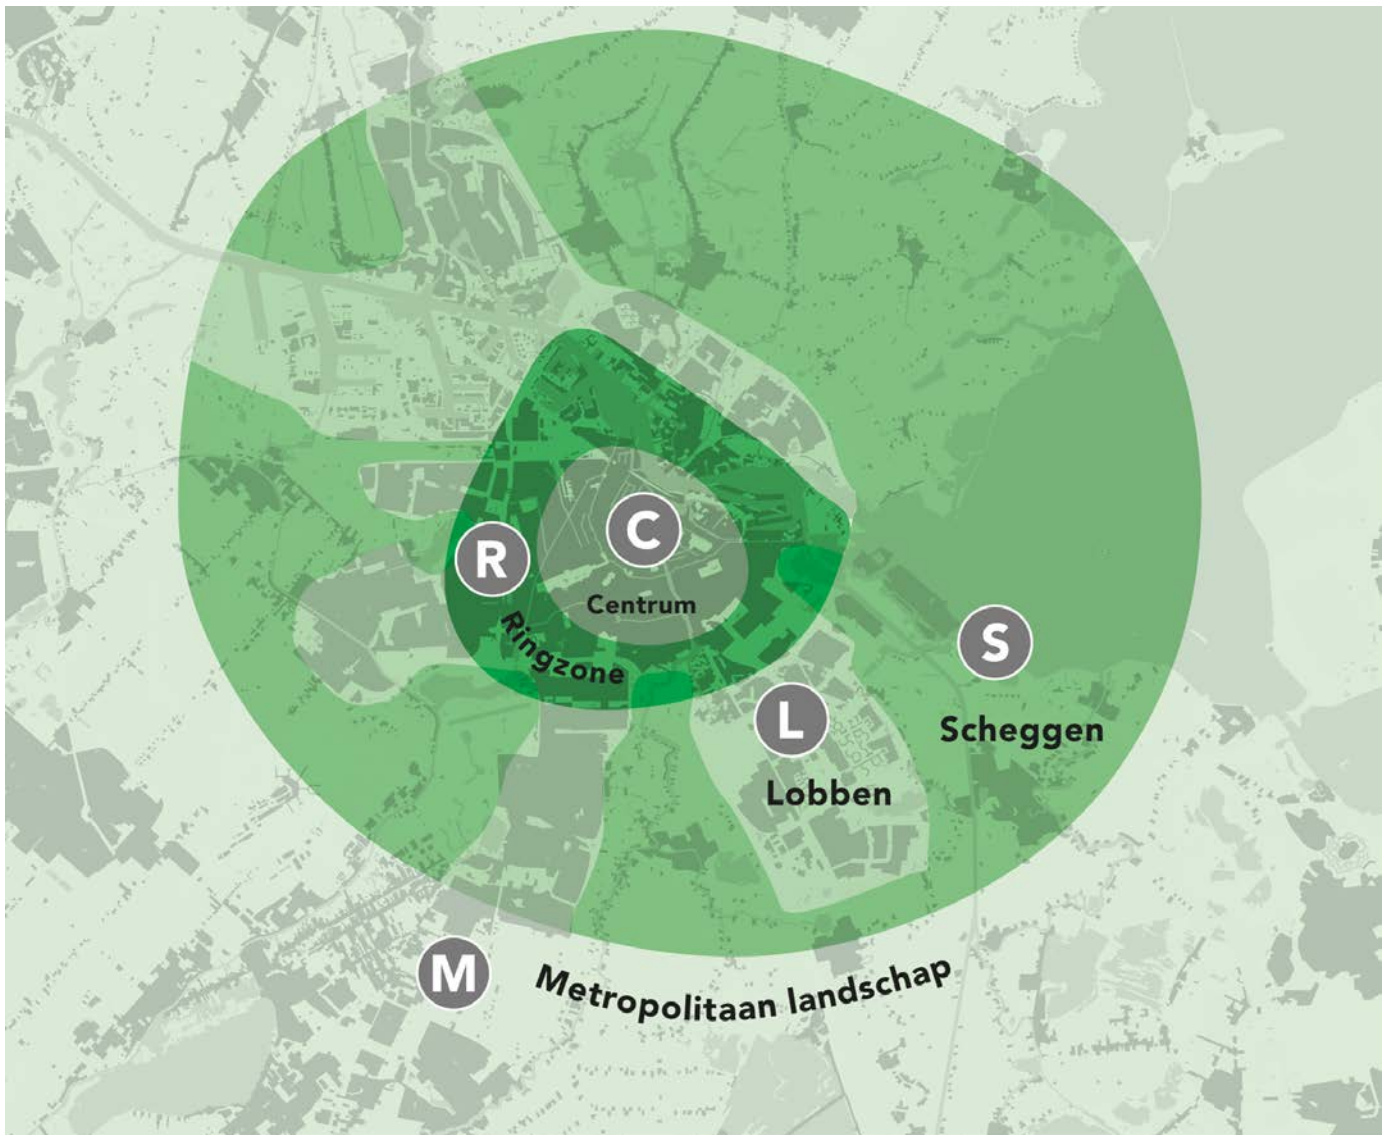 C
Centrum
R
Ringzone
S
Scheggen
L
Lobben
M
Metropolitaan landschap